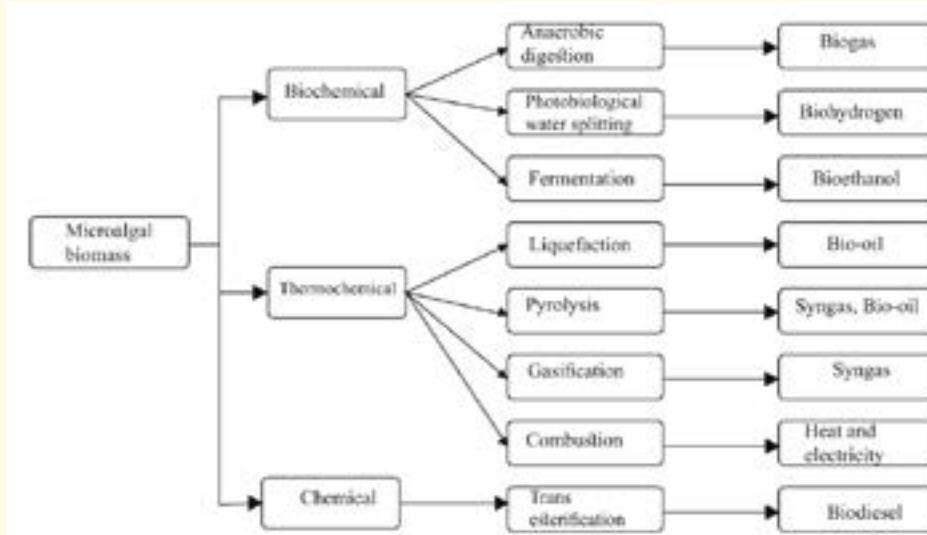 Anaerobic
digestion
Biogas
Biochemical
Photobiological
water splitting
Biohydrogen
Fermentation
Bioethanol
Microalgal
biomass
Liquefaction
Bio-oil
Thermochemical
Pyrolysis
Syngas, Bio-oil
Gasification
Syngas
Combustion
Heat and
electricity
Chemical
Trans
esterification
Biodiesel